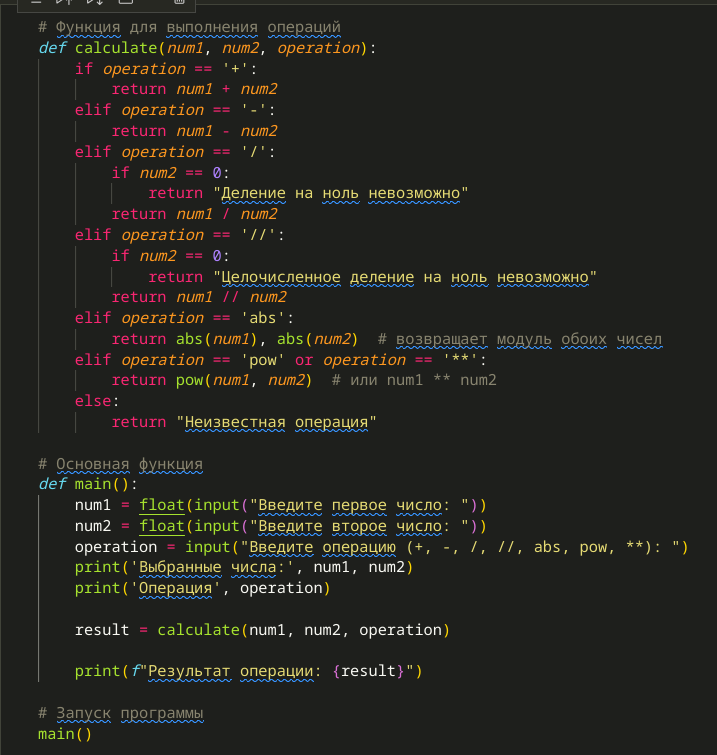 # Функция для выполнения операций
def calculate(num1, num2, operation):
    if operation == '+':
        return num1 + num2
    elif operation == '-':
        return num1 - num2
    elif operation == '/':
        if num2 == 0:
            return "Деление на ноль невозможно"
        return num1 / num2
    elif operation == '//':
        if num2 == 0:
            return "Целочисленное деление на ноль невозможно"
        return num1 // num2
    elif operation == 'abs':
        return abs(num1), abs(num2)  # возвращает модуль обоих чисел
    elif operation == 'pow' or operation == '**':
        return pow(num1, num2)  # или num1 ** num2
    else:
        return "Неизвестная операция"

# Основная функция
def main():
    num1 = float(input("Введите первое число: "))
    num2 = float(input("Введите второе число: "))
    operation = input("Введите операцию (+, -, /, //, abs, pow, **): ")
    print('Выбранные числа:', num1, num2)
    print('Операция', operation)

    result = calculate(num1, num2, operation)

    print(f"Результат операции: {result}")

# Запуск программы
main()